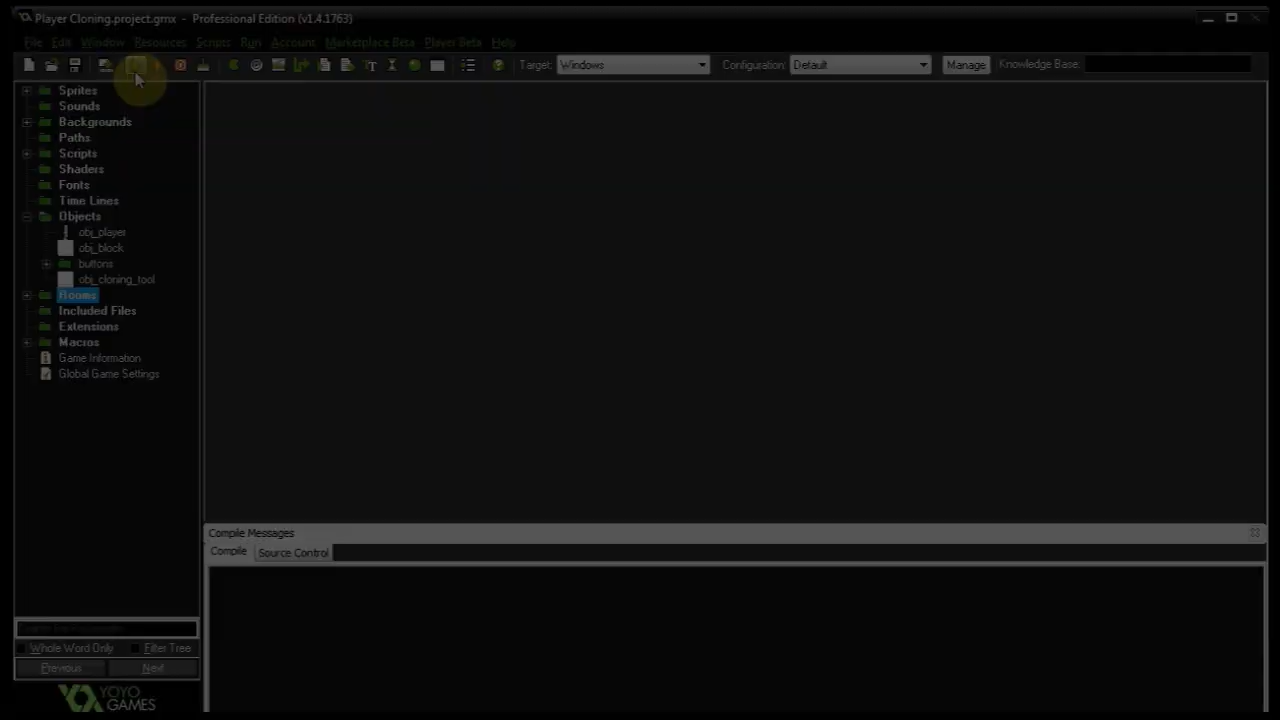 Player Cloning.project.gmx - Professional Edition (v1.4.1763)
File Edit Window Resources Scripts Run Account Marketplace Beta Player Beta Help
Target: Windows Configuration: Default Manage Knowledge Base:
Sprites
Sounds
Backgrounds
Paths
Scripts
Shaders
Fonts
Time Lines
Objects
obj_player
obj_block
buttons
obj_cloning_tool
Rooms
Included Files
Extensions
Macros
Game Information
Global Game Settings
Compile Messages
Compile Source Control
Whole Word Only Filter Tree
Previous Next
YOYO
GAMES